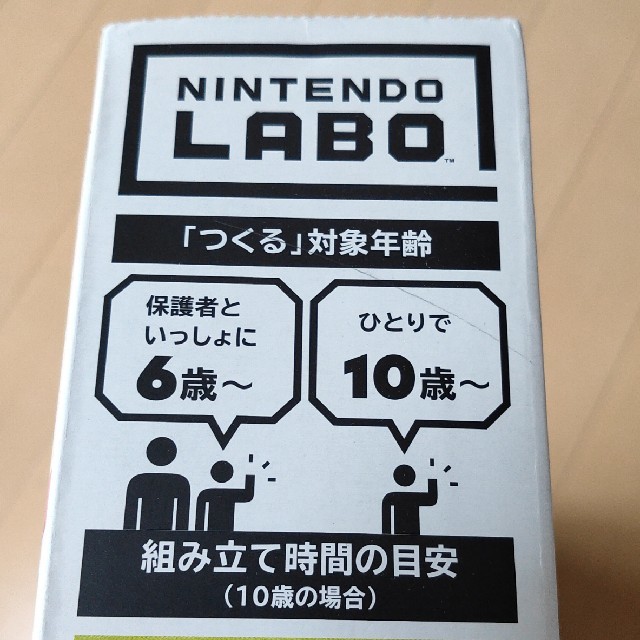 NINTENDO
LABO™
「つくる」対象年齢
保護者と
いっしょに
6歳～
ひとりで
10歳～
組み立て時間の目安
（10歳の場合）